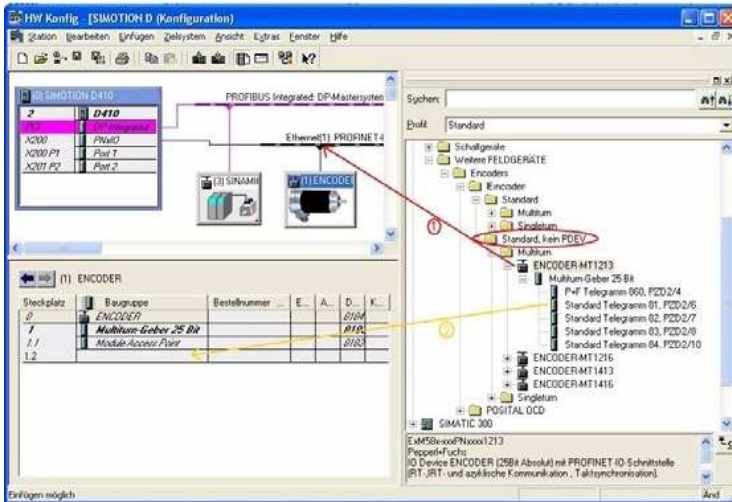 HW Konfig - [SIMOTION D (Konfiguration)
Station Bearbeiten Einfügen Zielsystem Ansicht Extras Fenster Hilfe
(0) SIMOTION D410
2 D410
DP integrated
X200 PNxIO
X200 P1 Port 1
X201 P2 Port 2
PROFIBUS Integrated: DP-Mastersystem
Ethernet(1): PROFINET-I
(3) SINAMI
(1) ENCODE
1
2
(1) ENCODER
Steckplatz Baugruppe Bestellnummer ... E... A... D... K...
0 ENCODER 8184
1 Multiturn-Geber 25 Bit
1.1 Module Access Point 8183
1.2
Suchen:
Profil: Standard
Schaltgeräte
Weitere FELDGERÄTE
Encoders
Encoder
Standard
Multiturn
Singleturn
Standard, kein PDEV
Multiturn
ENCODER-MT1213
Multiturn-Geber 25 Bit
P+F Telegramm 860, PZD2/4
Standard Telegramm 81, PZD2/6
Standard Telegramm 82, PZD2/7
Standard Telegramm 83, PZD2/8
Standard Telegramm 84, PZD2/10
ENCODER-MT1216
ENCODER-MT1413
ENCODER-MT1416
Singleturn
POSITAL OCD
SIMATIC 300
ExM58x-xxxPNxxxx1213
Pepperl+Fuchs
IO Device ENCODER (25Bit Absolut) mit PROFINET-IO-Schnittstelle
(RT-,IRT- und azyklische Kommunikation , Taktsynchronisation).
Einfügen möglich
Änd